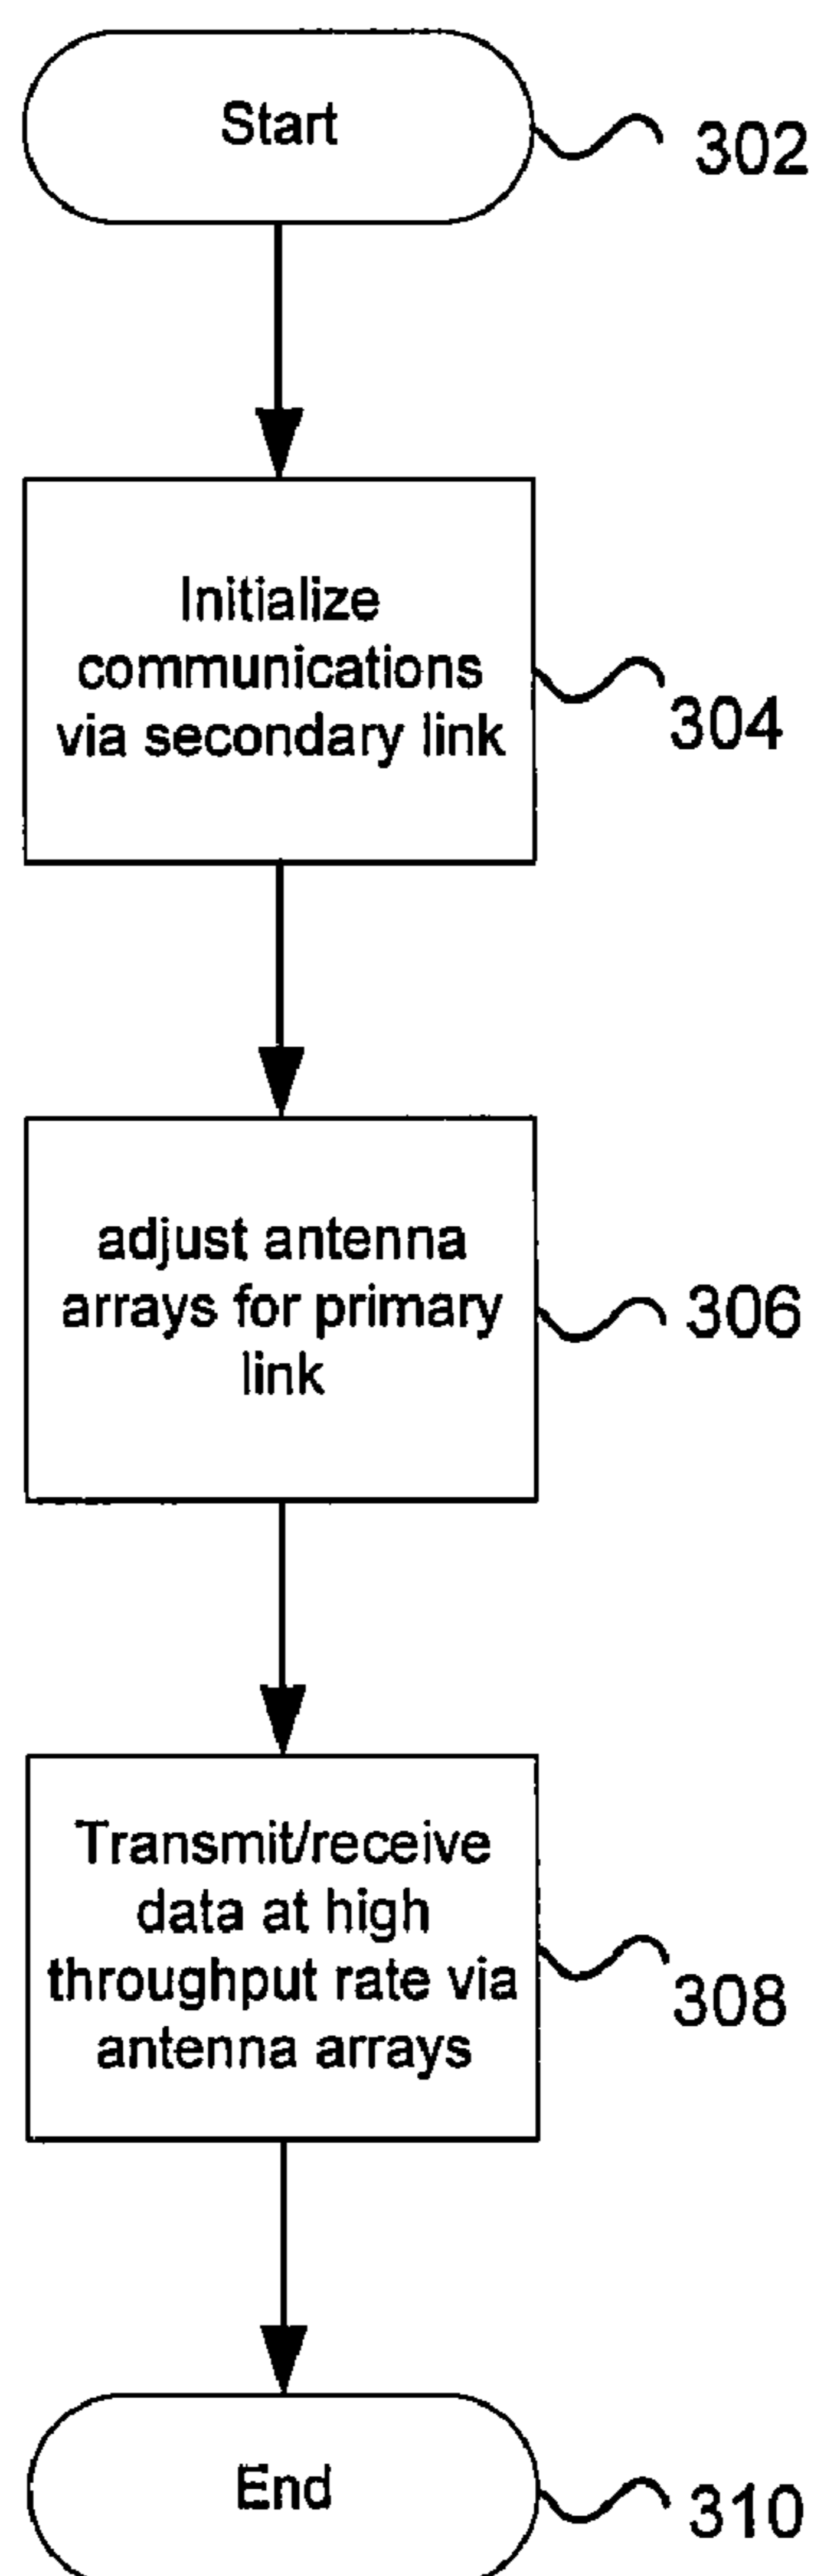 Start
302
Initialize
communications
via secondary link
304
adjust antenna
arrays for primary
link
306
Transmit/receive
data at high
throughput rate via
antenna arrays
308
End
310